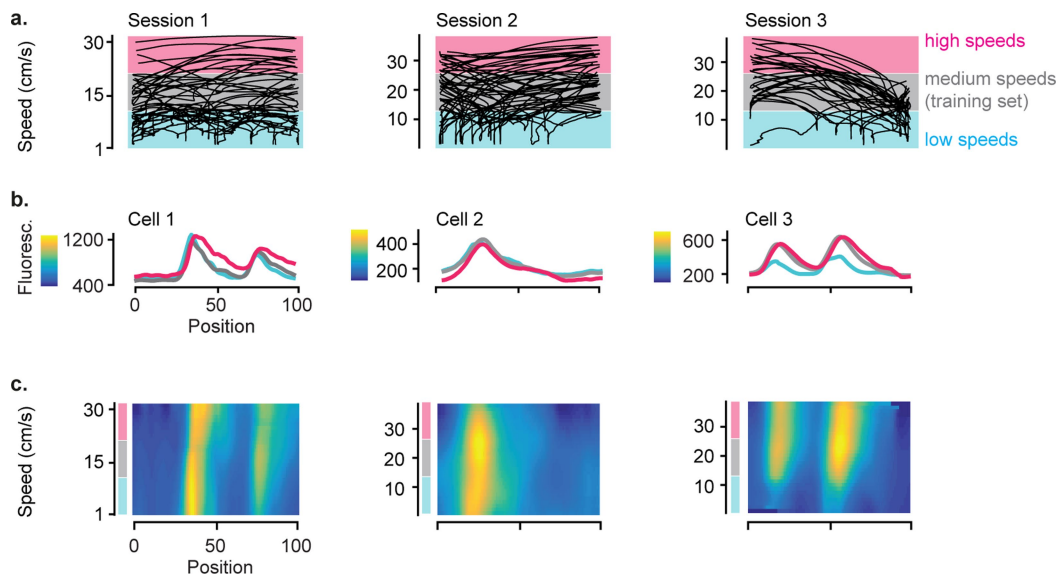 a.
Session 1
Session 2
Session 3
Speed (cm/s)
30
15
1
30
20
10
30
20
10
high speeds
medium speeds
(training set)
low speeds
b.
Cell 1
Cell 2
Cell 3
Fluoresc.
1200
400
400
200
600
400
200
0
50
100
Position
c.
Speed (cm/s)
30
15
1
30
20
10
30
20
10
0
50
100
Position